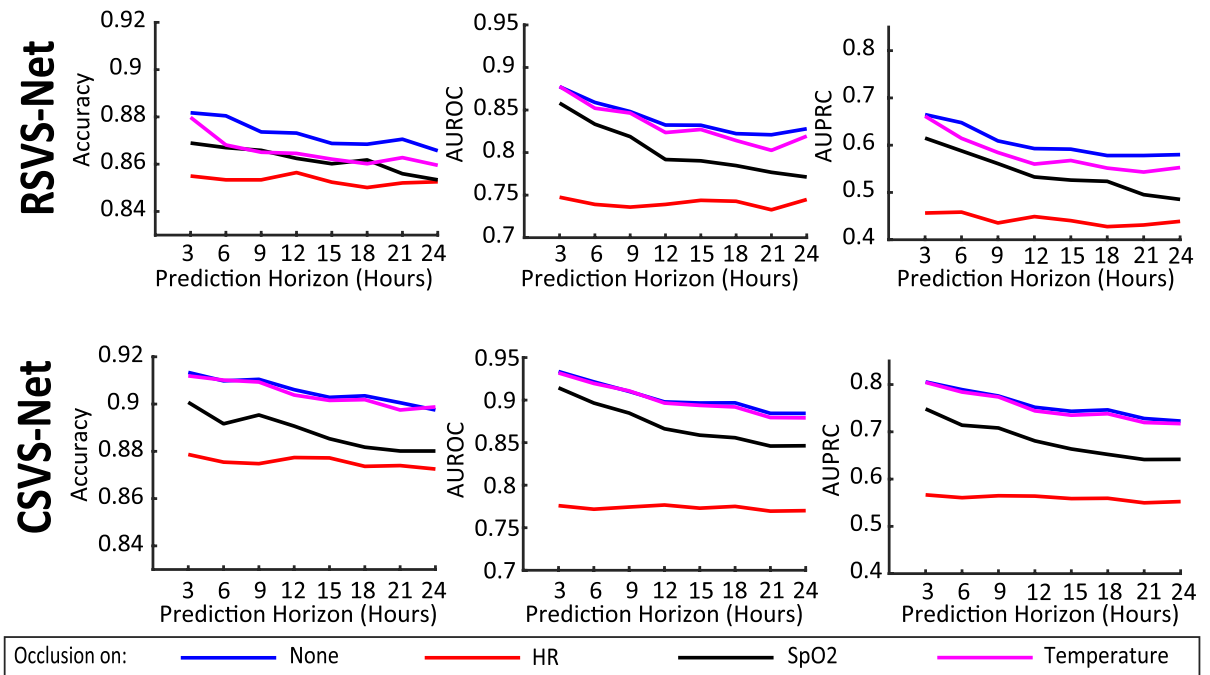 RSVS-Net
Accuracy
0.92
0.9
0.88
0.86
0.84
3 6 9 12 15 18 21 24
Prediction Horizon (Hours)
AUROC
0.95
0.9
0.85
0.8
0.75
0.7
3 6 9 12 15 18 21 24
Prediction Horizon (Hours)
AUPRC
0.8
0.7
0.6
0.5
0.4
3 6 9 12 15 18 21 24
Prediction Horizon (Hours)
CSVS-Net
Accuracy
0.92
0.9
0.88
0.86
0.84
3 6 9 12 15 18 21 24
Prediction Horizon (Hours)
AUROC
0.95
0.9
0.85
0.8
0.75
0.7
3 6 9 12 15 18 21 24
Prediction Horizon (Hours)
AUPRC
0.8
0.7
0.6
0.5
0.4
3 6 9 12 15 18 21 24
Prediction Horizon (Hours)
Occlusion on: None HR SpO2 Temperature